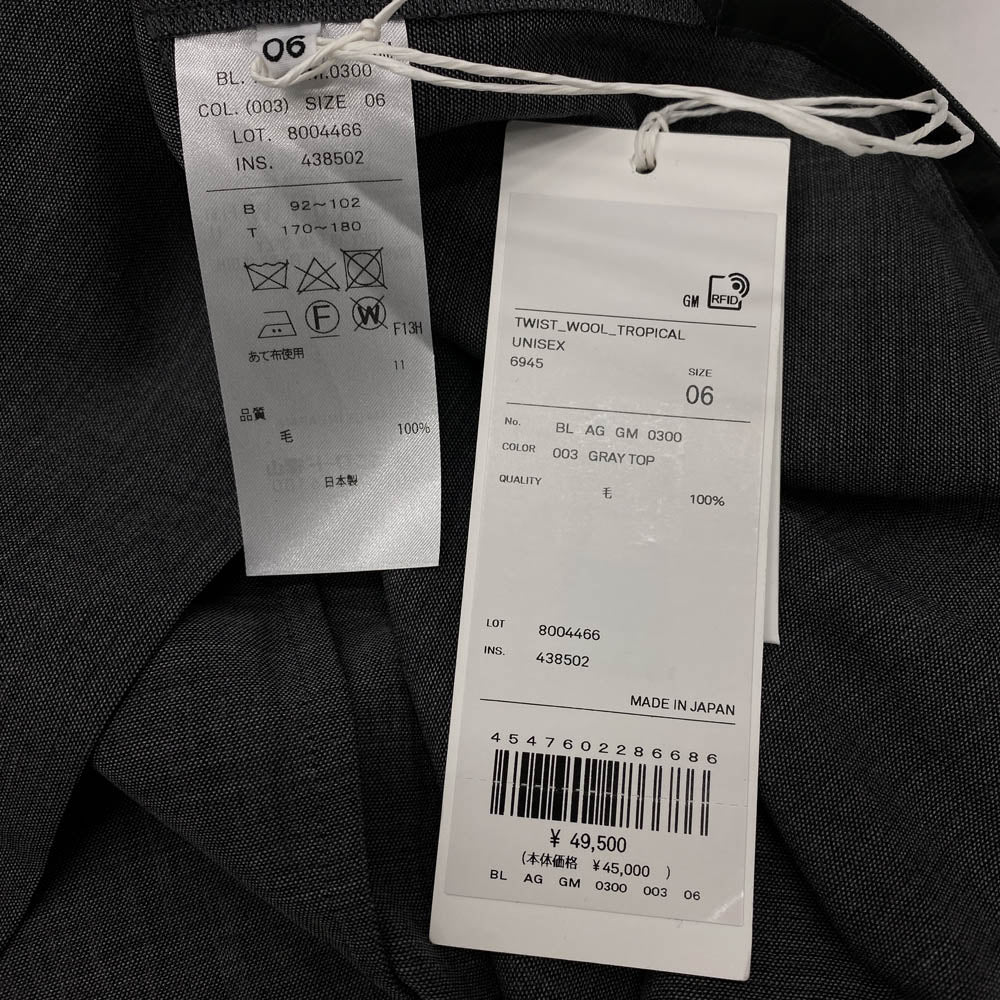 06
BL. M.0300
COL. (003) SIZE 06
LOT. 8004466
INS. 438502
B 92～102
T 170～180
F W F13H
あて布使用
11
品質
毛 100%
日本製
GM RFID
TWIST_WOOL_TROPICAL
UNISEX
6945
SIZE
06
No. BL AG GM 0300
COLOR 003 GRAY TOP
QUALITY 毛 100%
LOT 8004466
INS. 438502
MADE IN JAPAN
4547602286686
¥ 49,500
(本体価格 ¥45,000 )
BL AG GM 0300 003 06